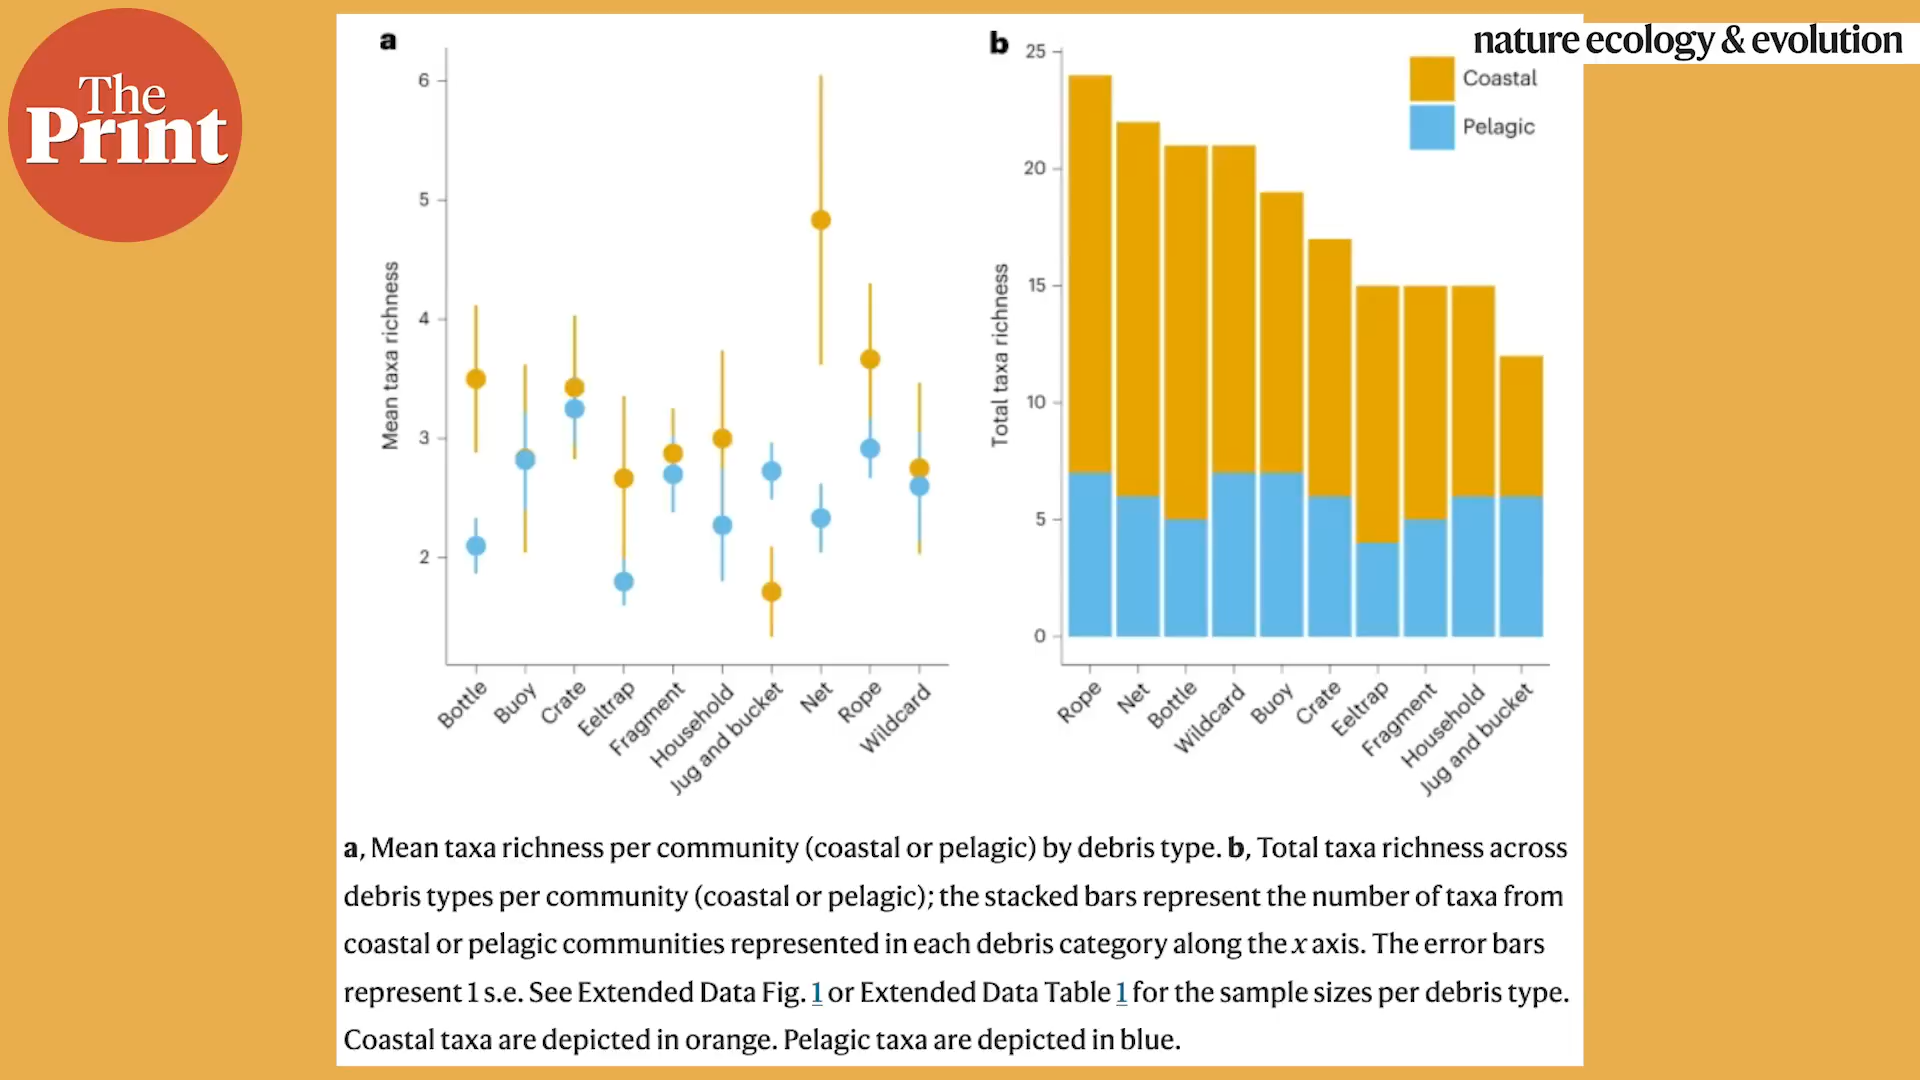 The
Print
nature ecology & evolution
a
6
5
4
3
2
Mean taxa richness
Bottle
Buoy
Crate
Eeltrap
Fragment
Household
Jug and bucket
Net
Rope
Wildcard
b
25
20
15
10
5
0
Total taxa richness
Coastal
Pelagic
Rope
Net
Bottle
Wildcard
Buoy
Crate
Eeltrap
Fragment
Household
Jug and bucket
a, Mean taxa richness per community (coastal or pelagic) by debris type. b, Total taxa richness across
debris types per community (coastal or pelagic); the stacked bars represent the number of taxa from
coastal or pelagic communities represented in each debris category along the x axis. The error bars
represent 1 s.e. See Extended Data Fig. 1 or Extended Data Table 1 for the sample sizes per debris type.
Coastal taxa are depicted in orange. Pelagic taxa are depicted in blue.